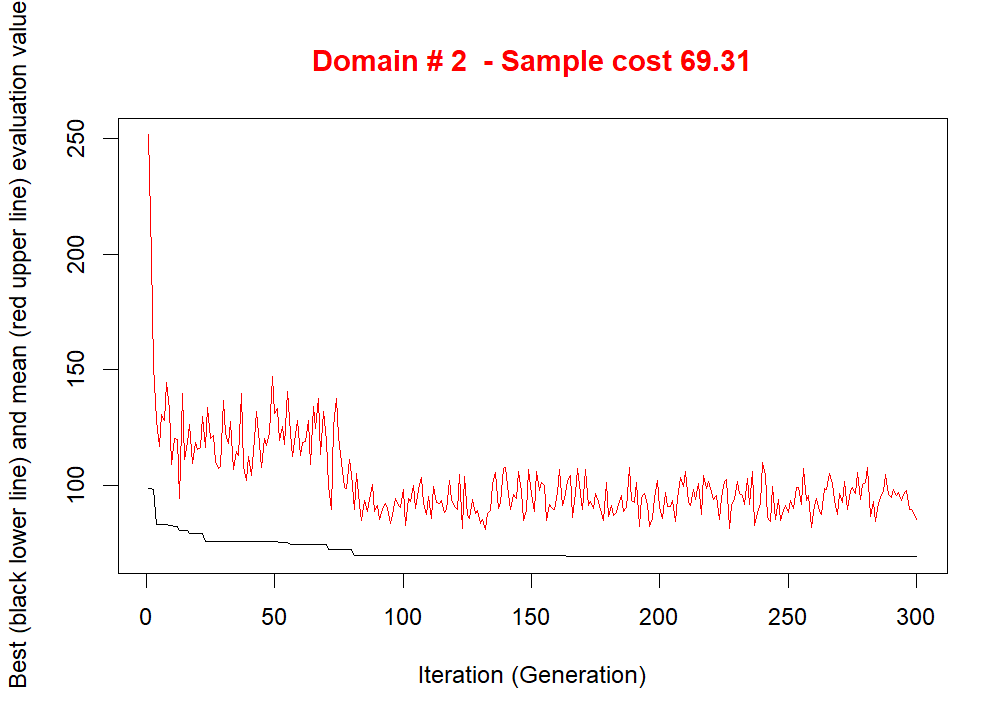 Domain # 2  - Sample cost 69.31
Best (black lower line) and mean (red upper line) evaluation value
250
200
150
100
0 50 100 150 200 250 300
Iteration (Generation)